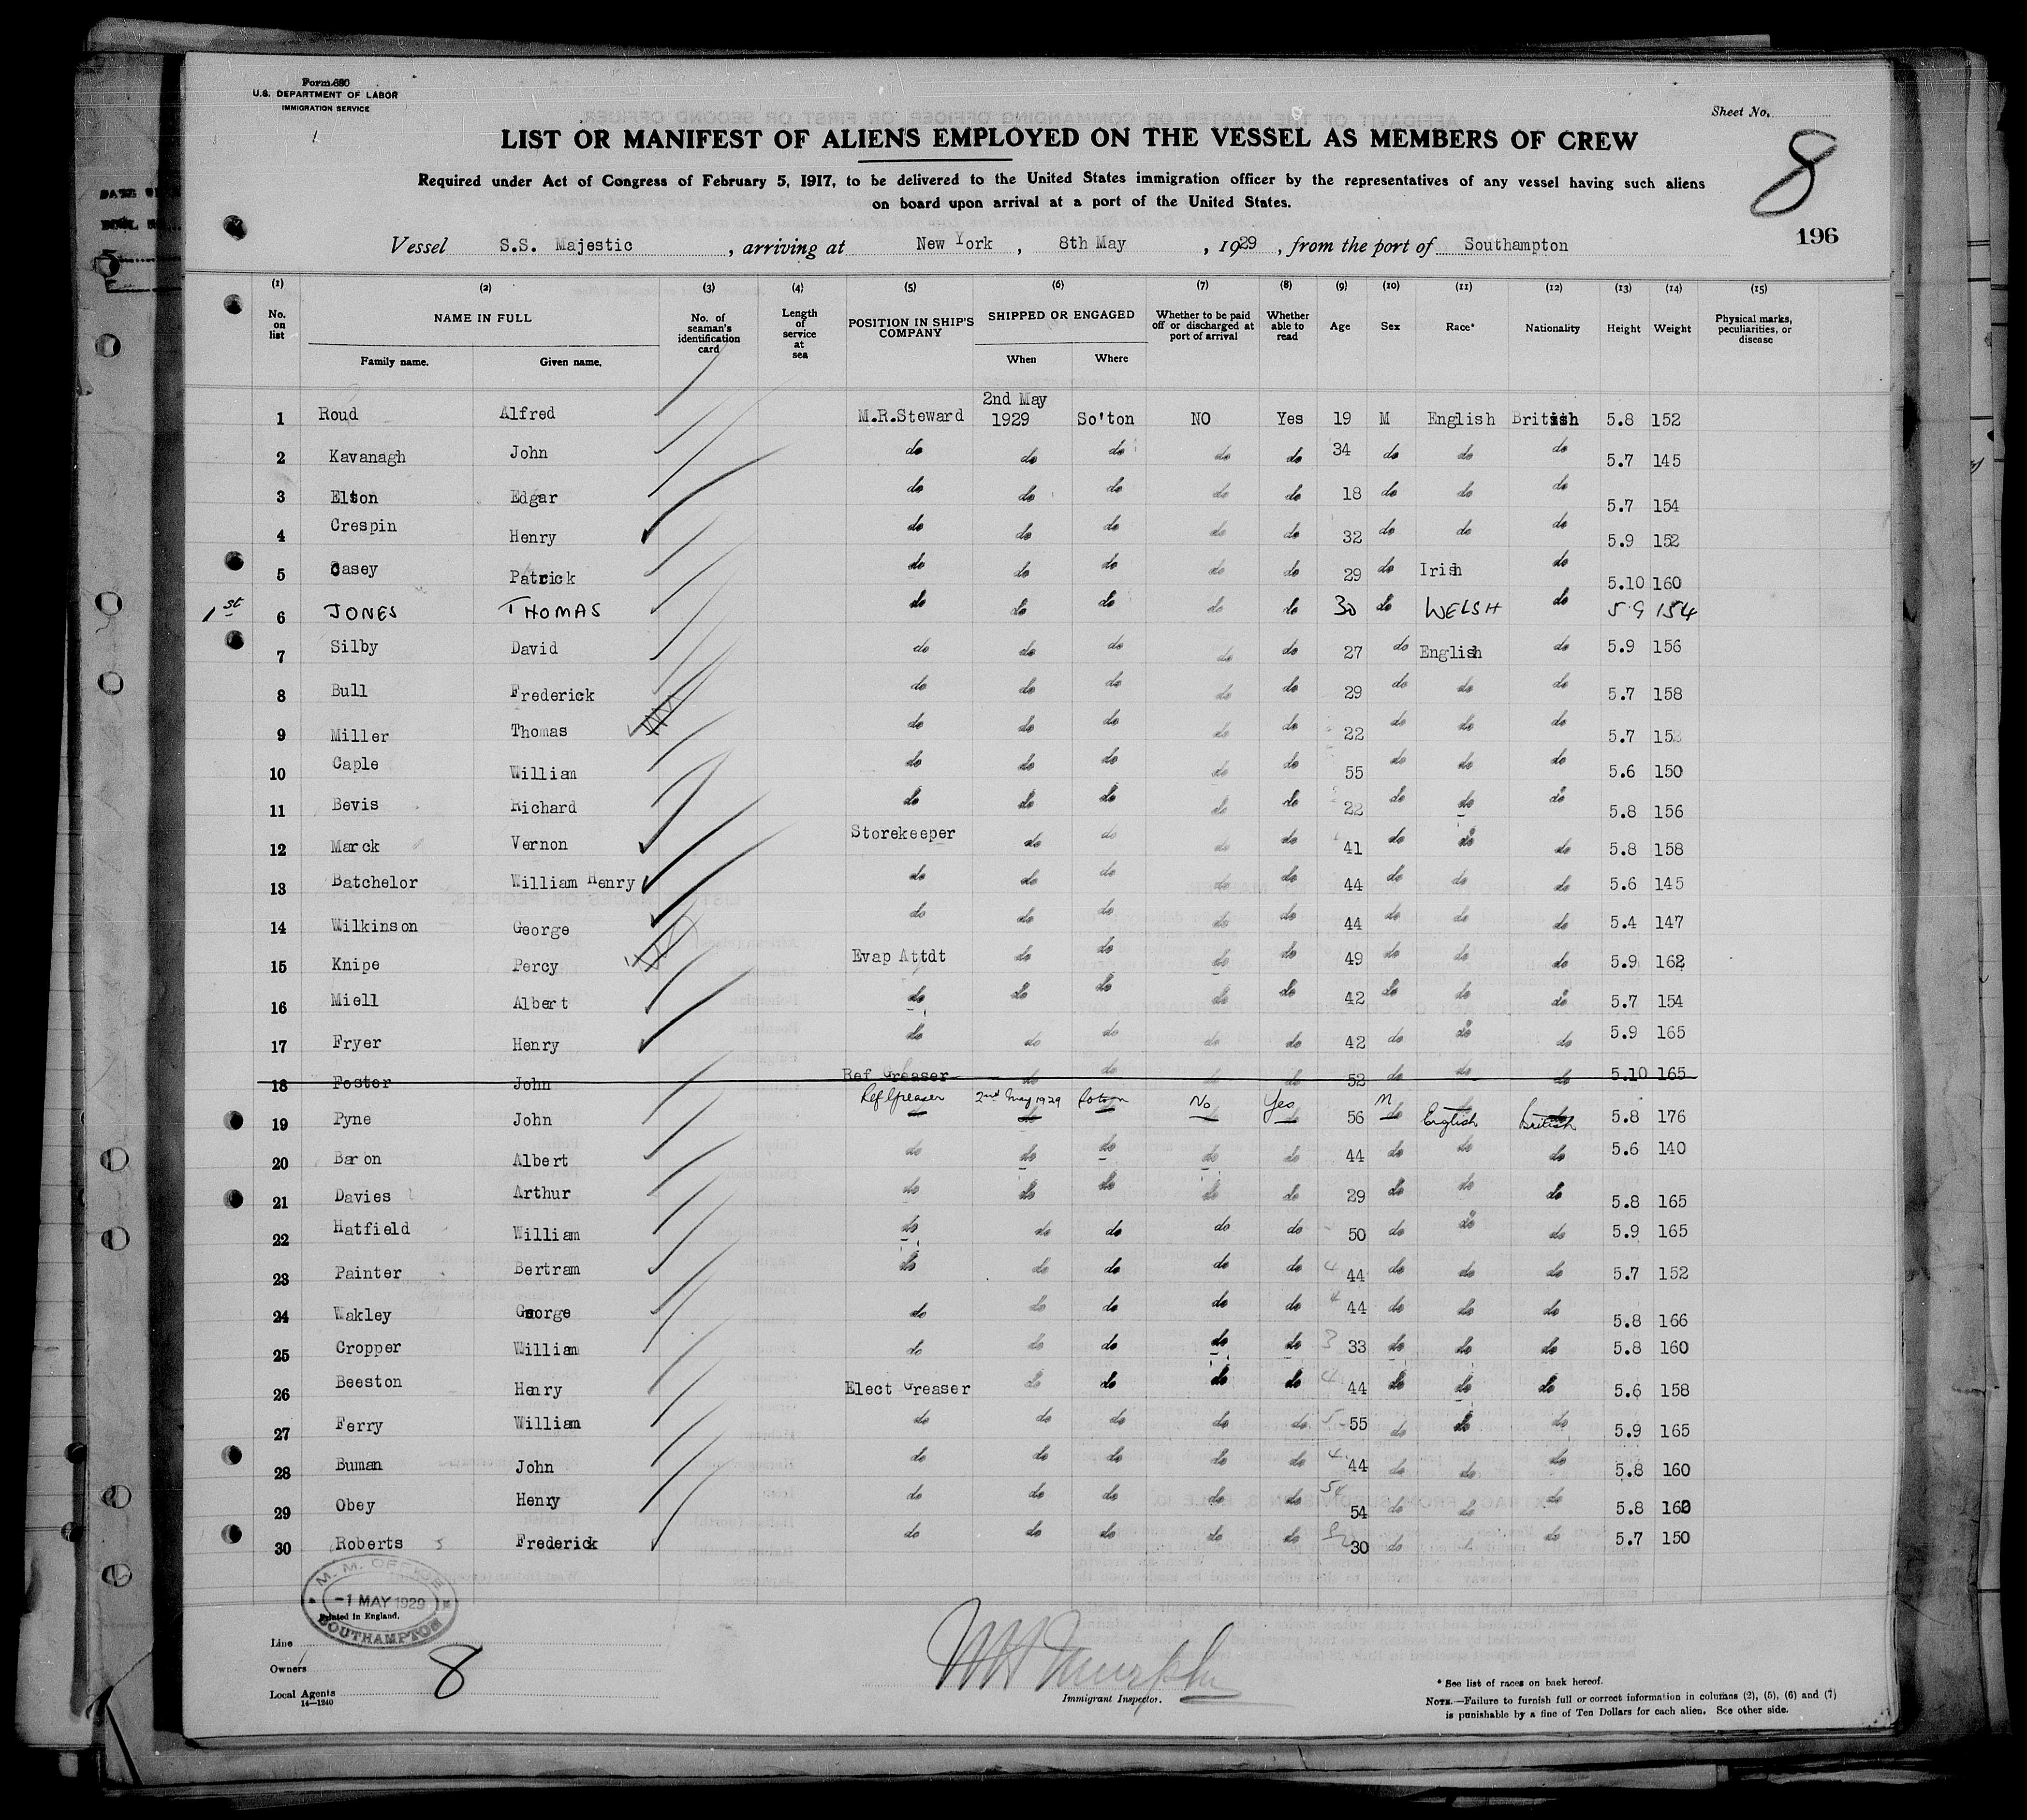 Form 680
U.S. DEPARTMENT OF LABOR
IMMIGRATION SERVICE
Sheet No.
8
LIST OR MANIFEST OF ALIENS EMPLOYED ON THE VESSEL AS MEMBERS OF CREW
Required under Act of Congress of February 5, 1917, to be delivered to the United States immigration officer by the representatives of any vessel having such aliens
on board upon arrival at a port of the United States.
196
Vessel S.S. Majestic , arriving at New York , 8th May , 1929 , from the port of Southampton
(1) (2) (3) (4) (5) (6) (7) (8) (9) (10) (11) (12) (13) (14) (15)
No. on list NAME IN FULL Family name. Given name. No. of seaman's identification card Length of service at sea POSITION IN SHIP'S COMPANY SHIPPED OR ENGAGED When Where Whether to be paid off or discharged at port of arrival Whether able to read Age Sex Race* Nationality Height Weight Physical marks, peculiarities, or disease
1 Roud Alfred M.R.Steward 2nd May 1929 So'ton NO Yes 19 M English British 5.8 152
2 Kavanagh John do do do do do 34 do do do 5.7 145
3 Elson Edgar do do do do do 18 do do do 5.7 154
4 Crespin Henry do do do do do 32 do do do 5.9 152
5 Casey Patrick do do do do do 29 do Irish do 5.10 160
1st 6 JONES THOMAS do do do do do 30 do WELSH do 5.9 154
7 Silby David do do do do do 27 do English do 5.9 156
8 Bull Frederick do do do do do 29 do do do 5.7 158
9 Miller Thomas do do do do do 22 do do do 5.7 152
10 Caple William do do do do do 55 do do do 5.6 150
11 Bevis Richard do do do do do 22 do do do 5.8 156
12 Marck Vernon Storekeeper do do do do 41 do do do 5.8 158
13 Batchelor William Henry do do do do do 44 do do do 5.6 145
14 Wilkinson George do do do do do 44 do do do 5.4 147
15 Knipe Percy Evap Attdt do do do do 49 do do do 5.9 162
16 Miell Albert do do do do do 42 do do do 5.7 154
17 Fryer Henry do do do do do 42 do do do 5.9 165
18 Foster John Ref Greaser do do do do 52 do do do 5.10 165
19 Pyne John Ref Greaser 2nd May 1929 Soton No Yes 56 M English British 5.8 176
20 Baron Albert do do do do do 44 do do do 5.6 140
21 Davies Arthur do do do do do 29 do do do 5.8 165
22 Hatfield William do do do do do 50 do do do 5.9 165
23 Painter Bertram do do do do do 44 do do do 5.7 152
24 Wakley George do do do do do 44 do do do 5.8 166
25 Cropper William do do do do do 33 do do do 5.8 160
26 Beeston Henry Elect Greaser do do do do 44 do do do 5.6 158
27 Ferry William do do do do do 55 do do do 5.9 165
28 Buman John do do do do do 44 do do do 5.8 160
29 Obey Henry do do do do do 54 do do do 5.8 160
30 Roberts Frederick do do do do do 30 do do do 5.7 150
M. M. OFFICE
-1 MAY 1929
SOUTHAMPTON
Printed in England.
Line
Owners
Local Agents
14—1240
8
W H Murphy
Immigrant Inspector.
* See list of races on back hereof.
NOTE.—Failure to furnish full or correct information in columns (2), (5), (6) and (7)
is punishable by a fine of Ten Dollars for each alien. See other side.